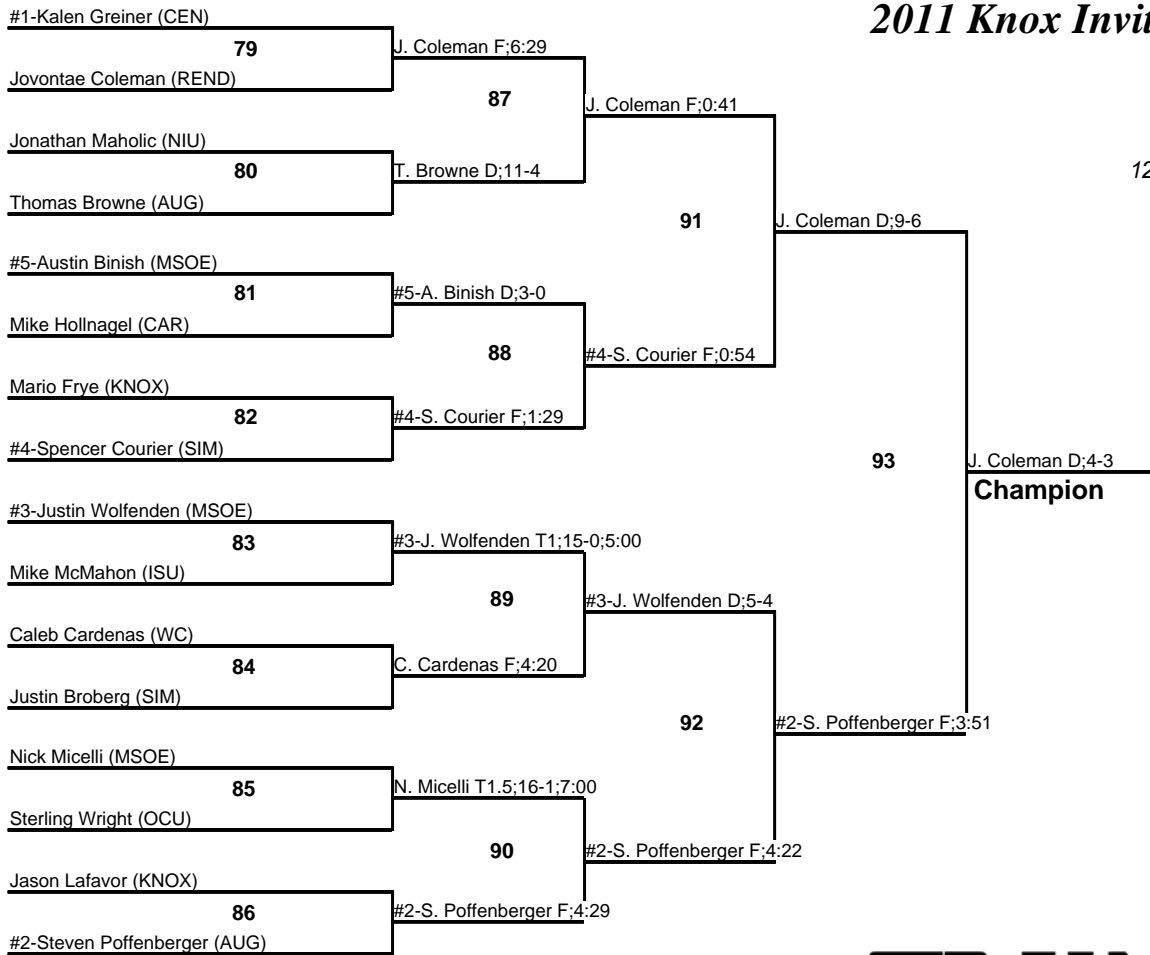 2011 Knox Invit
12
#1-Kalen Greiner (CEN)
79
Jovontae Coleman (REND)
Jonathan Maholic (NIU)
80
Thomas Browne (AUG)
#5-Austin Binish (MSOE)
81
Mike Hollnagel (CAR)
Mario Frye (KNOX)
82
#4-Spencer Courier (SIM)
#3-Justin Wolfenden (MSOE)
83
Mike McMahon (ISU)
Caleb Cardenas (WC)
84
Justin Broberg (SIM)
Nick Micelli (MSOE)
85
Sterling Wright (OCU)
Jason Lafavor (KNOX)
86
#2-Steven Poffenberger (AUG)
J. Coleman F;6:29
87
T. Browne D;11-4
#5-A. Binish D;3-0
88
#4-S. Courier F;1:29
#3-J. Wolfenden T1;15-0;5:00
89
C. Cardenas F;4:20
N. Micelli T1.5;16-1;7:00
90
#2-S. Poffenberger F;4:29
J. Coleman F;0:41
91
#4-S. Courier F;0:54
#3-J. Wolfenden D;5-4
92
#2-S. Poffenberger F;4:22
J. Coleman D;9-6
93
#2-S. Poffenberger F;3:51
J. Coleman D;4-3
Champion